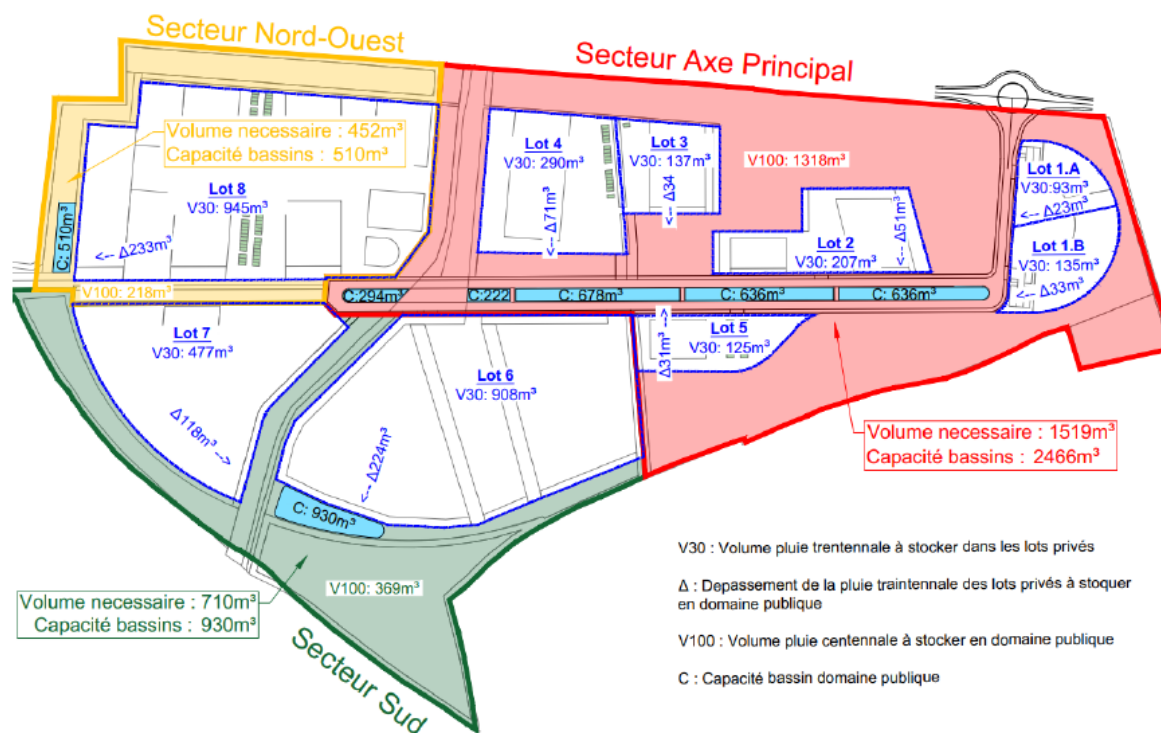 Secteur Nord-Ouest
Secteur Axe Principal
Volume necessaire : 452m³
Capacité bassins : 510m³
Lot 8
V30: 945m³
<-- Δ233m³
C: 510m³
V100: 218m³
Lot 4
V30: 290m³
<-- Δ71m³
Lot 3
V30: 137m³
<-- Δ34
V100: 1318m³
Lot 2
V30: 207m³
<-- Δ51m³
Lot 1.A
V30:93m³
<-- Δ23m³
Lot 1.B
V30: 135m³
<-- Δ33m³
C:294m³
C:222
C: 678m³
C: 636m³
C: 636m³
Lot 7
V30: 477m³
Δ118m³ -->
Lot 6
V30: 908m³
<-- Δ224m³
Lot 5
V30: 125m³
Δ31m³ -->
Volume necessaire : 1519m³
Capacité bassins : 2466m³
C: 930m³
V100: 369m³
Volume necessaire : 710m³
Capacité bassins : 930m³
Secteur Sud
V30 : Volume pluie trentennale à stocker dans les lots privés
Δ : Depassement de la pluie traintennale des lots privés à stoquer
en domaine publique
V100 : Volume pluie centennale à stocker en domaine publique
C : Capacité bassin domaine publique